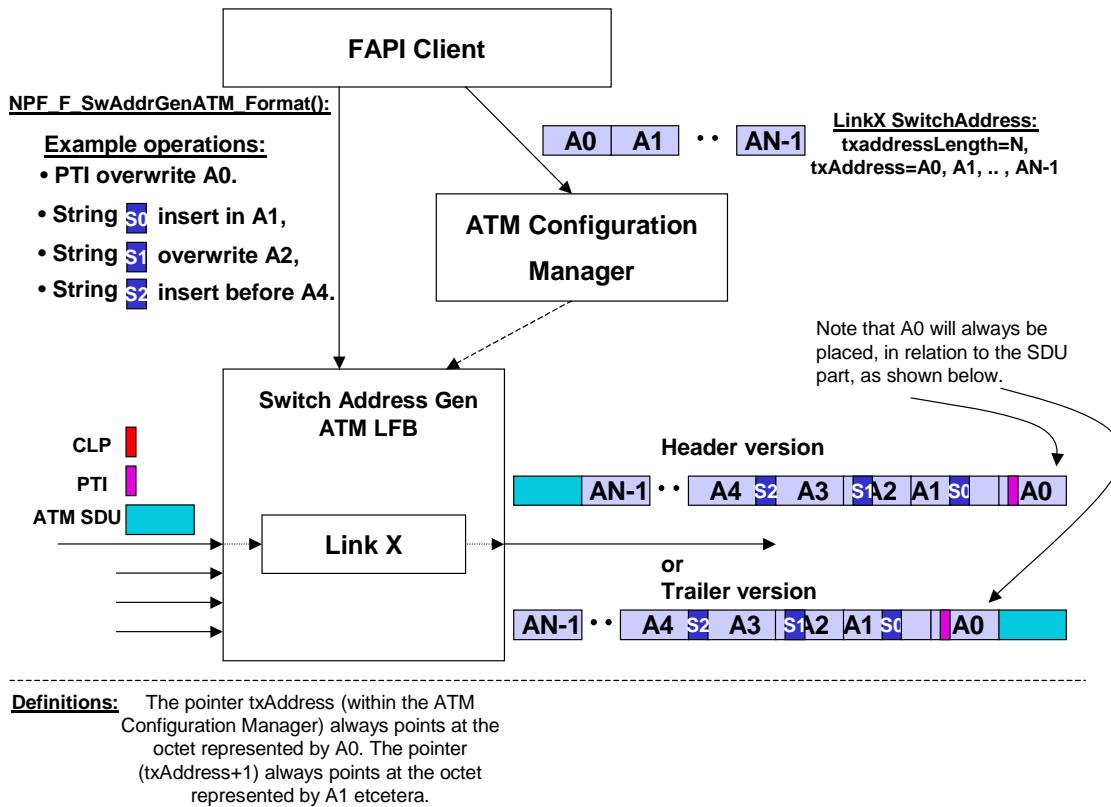 FAPI Client
NPF_F_SwAddrGenATM_Format():
Example operations:
• PTI overwrite A0.
• String S0 insert in A1,
• String S1 overwrite A2,
• String S2 insert before A4.
A0 A1 • • AN-1
LinkX SwitchAddress:
txaddressLength=N,
txAddress=A0, A1, .. , AN-1
ATM Configuration
Manager
Note that A0 will always be
placed, in relation to the SDU
part, as shown below.
Switch Address Gen
ATM LFB
CLP
PTI
ATM SDU
Link X
Header version
AN-1 • • A4 S2 A3 S1 A2 A1 S0 A0
or
Trailer version
AN-1 • • A4 S2 A3 S1 A2 A1 S0 A0
Definitions: The pointer txAddress (within the ATM
Configuration Manager) always points at the
octet represented by A0. The pointer
(txAddress+1) always points at the octet
represented by A1 etcetera.